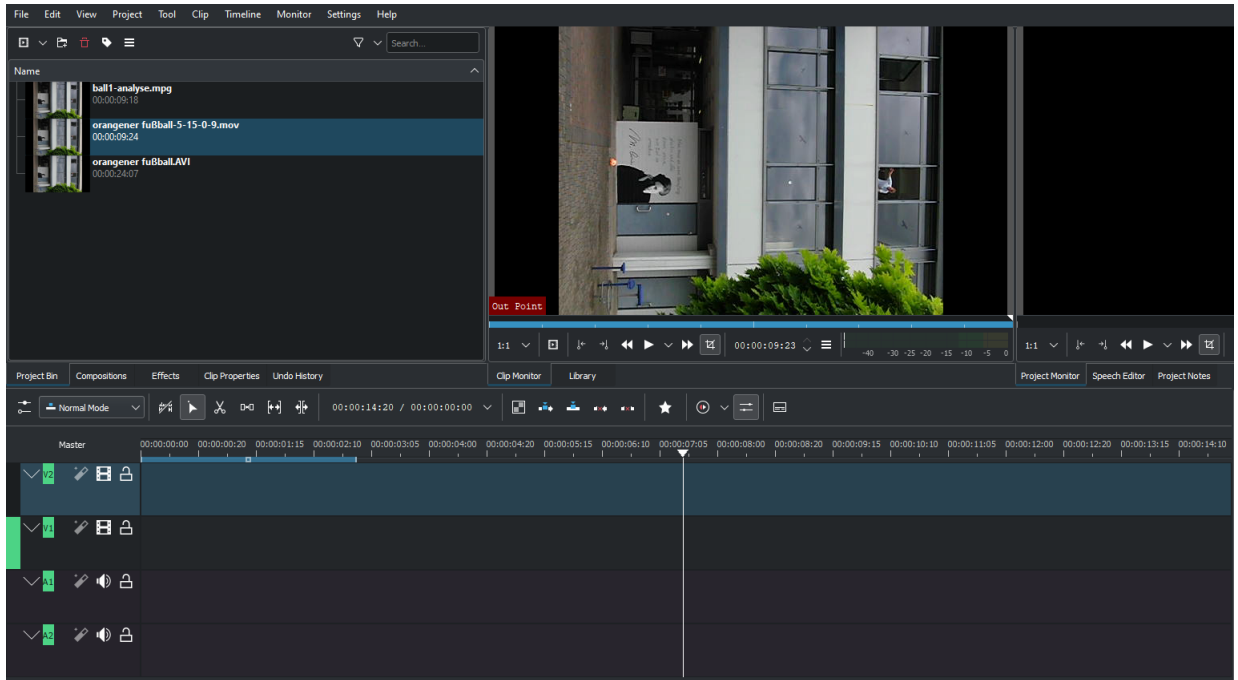 File Edit View Project Tool Clip Timeline Monitor Settings Help
Search...
Name
ball1-analyse.mpg
00:00:09:18
orangener fußball-5-15-0-9.mov
00:00:09:24
orangener fußball.AVI
00:00:24:07
Out Point
1:1 00:00:09:23 -40 -30 -25 -20 -15 -10 -5 0 1:1
Project Bin Compositions Effects Clip Properties Undo History Clip Monitor Library Project Monitor Speech Editor Project Notes
Normal Mode 00:00:14:20 / 00:00:00:00
Master 00:00:00:00 00:00:00:20 00:00:01:15 00:00:02:10 00:00:03:05 00:00:04:00 00:00:04:20 00:00:05:15 00:00:06:10 00:00:07:05 00:00:08:00 00:00:08:20 00:00:09:15 00:00:10:10 00:00:11:05 00:00:12:00 00:00:12:20 00:00:13:15 00:00:14:10
V2
V1
A1
A2